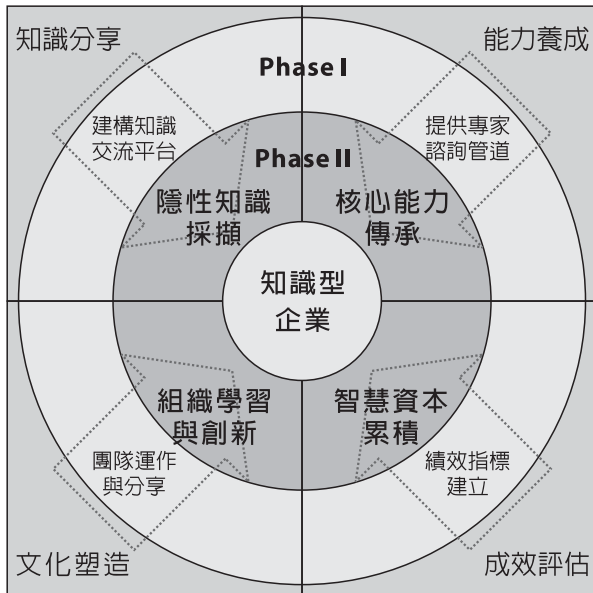 知識分享
能力養成
Phase I
建構知識
交流平台
提供專家
諮詢管道
Phase II
隱性知識
採擷
核心能力
傳承
知識型
企業
組織學習
與創新
智慧資本
累積
團隊運作
與分享
績效指標
建立
文化塑造
成效評估